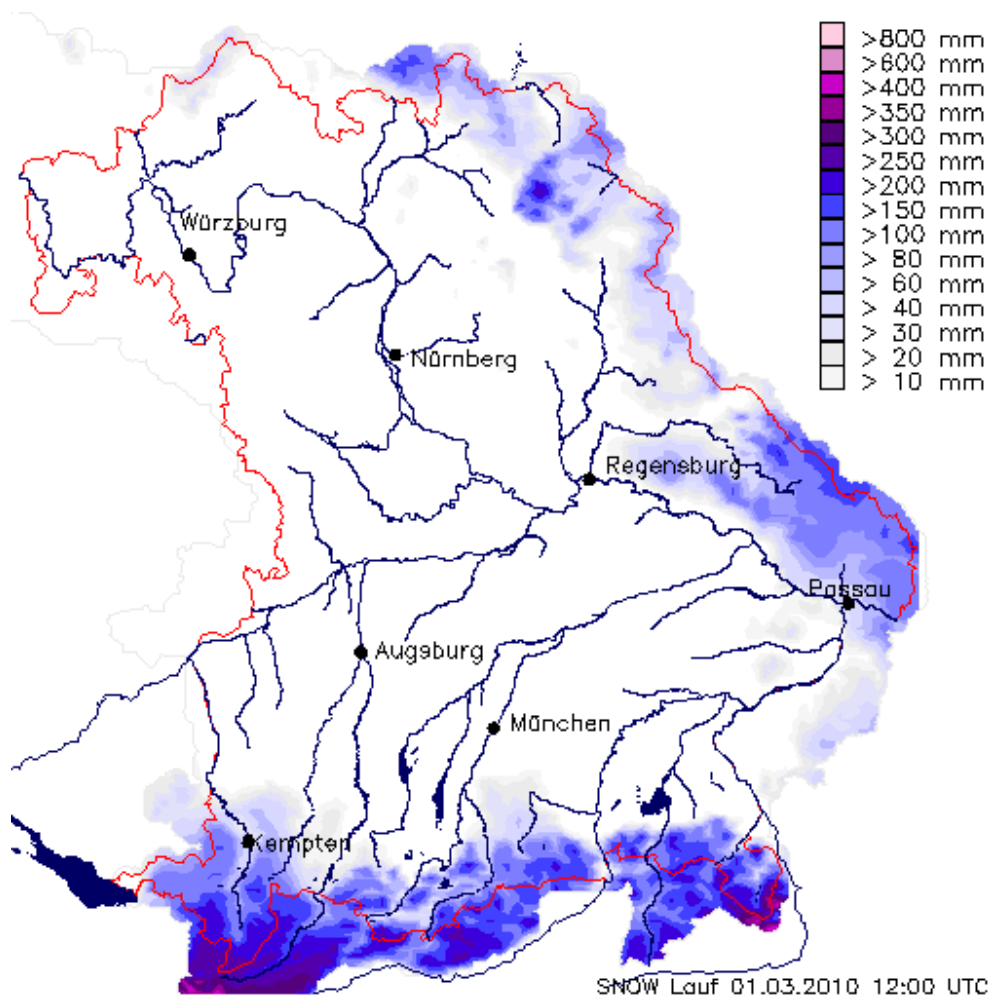 >800 mm
>600 mm
>400 mm
>350 mm
>300 mm
>250 mm
>200 mm
>150 mm
>100 mm
> 80 mm
> 60 mm
> 40 mm
> 30 mm
> 20 mm
> 10 mm
Würzburg
Nürnberg
Regensburg
Passau
Augsburg
München
Kempten
SNOW Lauf 01.03.2010 12:00 UTC